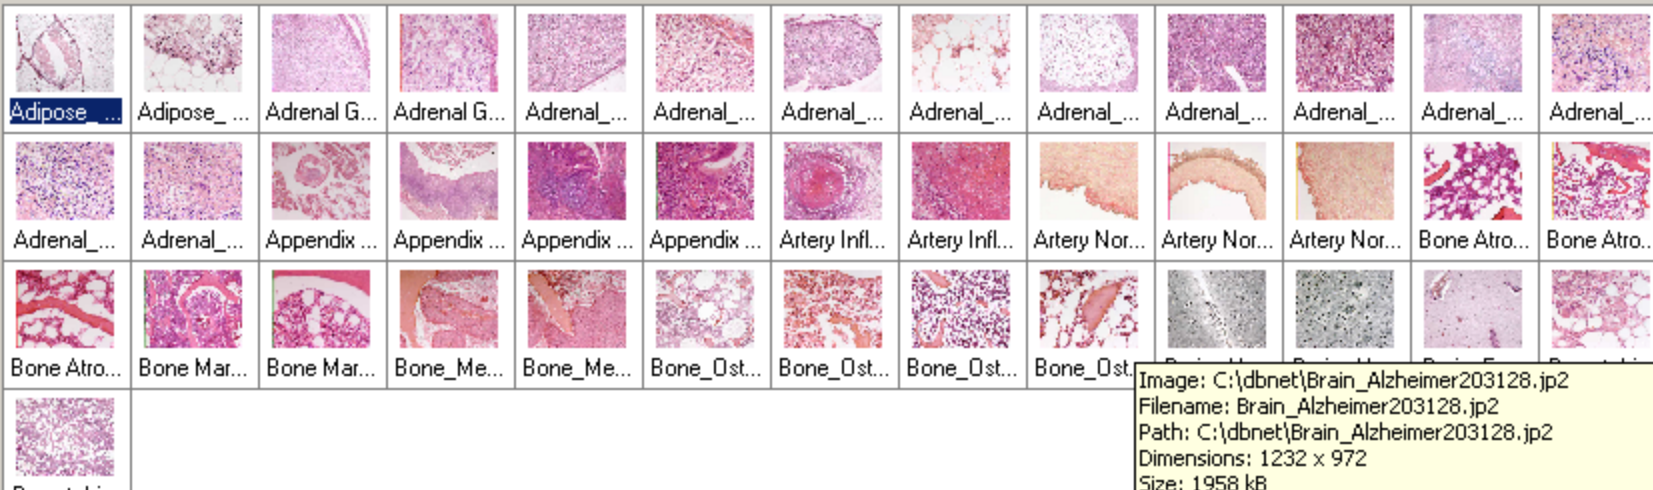 Adipose_ ...
Adipose_ ...
Adrenal G...
Adrenal G...
Adrenal_...
Adrenal_...
Adrenal_...
Adrenal_...
Adrenal_...
Adrenal_...
Adrenal_...
Adrenal_...
Adrenal_...
Adrenal_...
Adrenal_...
Appendix ...
Appendix ...
Appendix ...
Appendix ...
Artery Infl...
Artery Infl...
Artery Nor...
Artery Nor...
Artery Nor...
Bone Atro...
Bone Atro...
Bone Atro...
Bone Mar...
Bone Mar...
Bone_Me...
Bone_Me...
Bone_Ost...
Bone_Ost...
Bone_Ost...
Bone_Ost.
Image: C:\dbnet\Brain_Alzheimer203128.jp2
Filename: Brain_Alzheimer203128.jp2
Path: C:\dbnet\Brain_Alzheimer203128.jp2
Dimensions: 1232 x 972
Size: 1958 kB